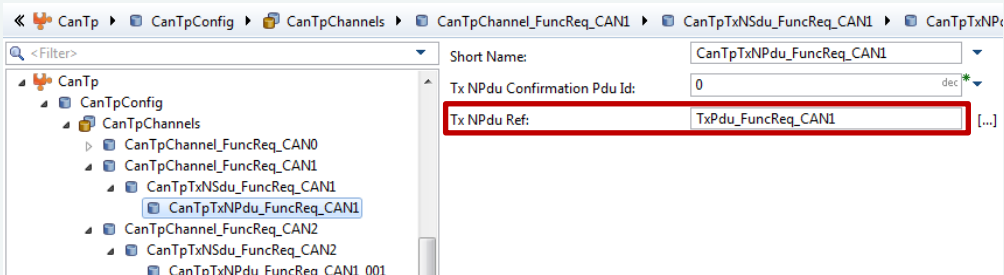 CanTp CanTpConfig CanTpChannels CanTpChannel_FuncReq_CAN1 CanTpTxNSdu_FuncReq_CAN1 CanTpTxNPd
<Filter>
CanTp
CanTpConfig
CanTpChannels
CanTpChannel_FuncReq_CAN0
CanTpChannel_FuncReq_CAN1
CanTpTxNSdu_FuncReq_CAN1
CanTpTxNPdu_FuncReq_CAN1
CanTpChannel_FuncReq_CAN2
CanTpTxNSdu_FuncReq_CAN2
CanTpTxNPdu_FuncReq_CAN1_001
Short Name: CanTpTxNPdu_FuncReq_CAN1
Tx NPdu Confirmation Pdu Id: 0 dec *
Tx NPdu Ref: TxPdu_FuncReq_CAN1 [...]